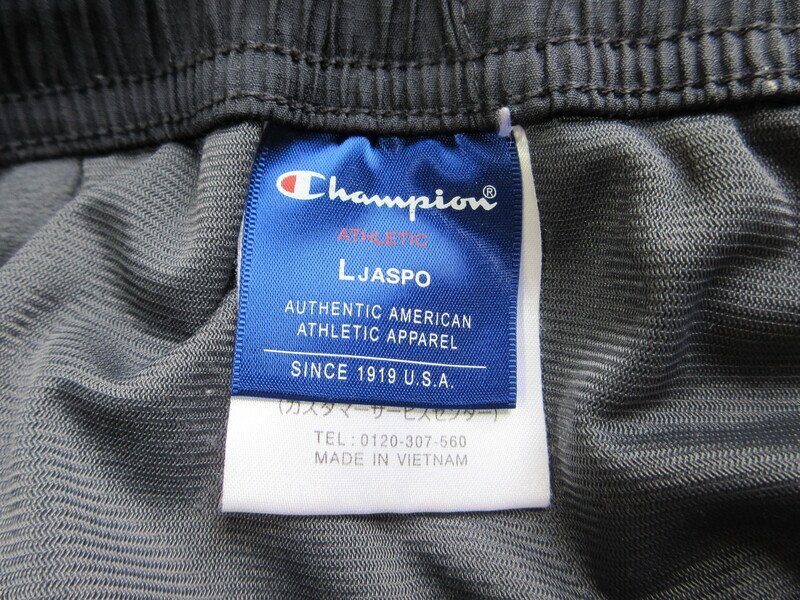 Champion®
ATHLETIC
L JASPO
AUTHENTIC AMERICAN
ATHLETIC APPAREL
SINCE 1919 U.S.A.
(カスタマーサービスセンター)
TEL:0120-307-560
MADE IN VIETNAM